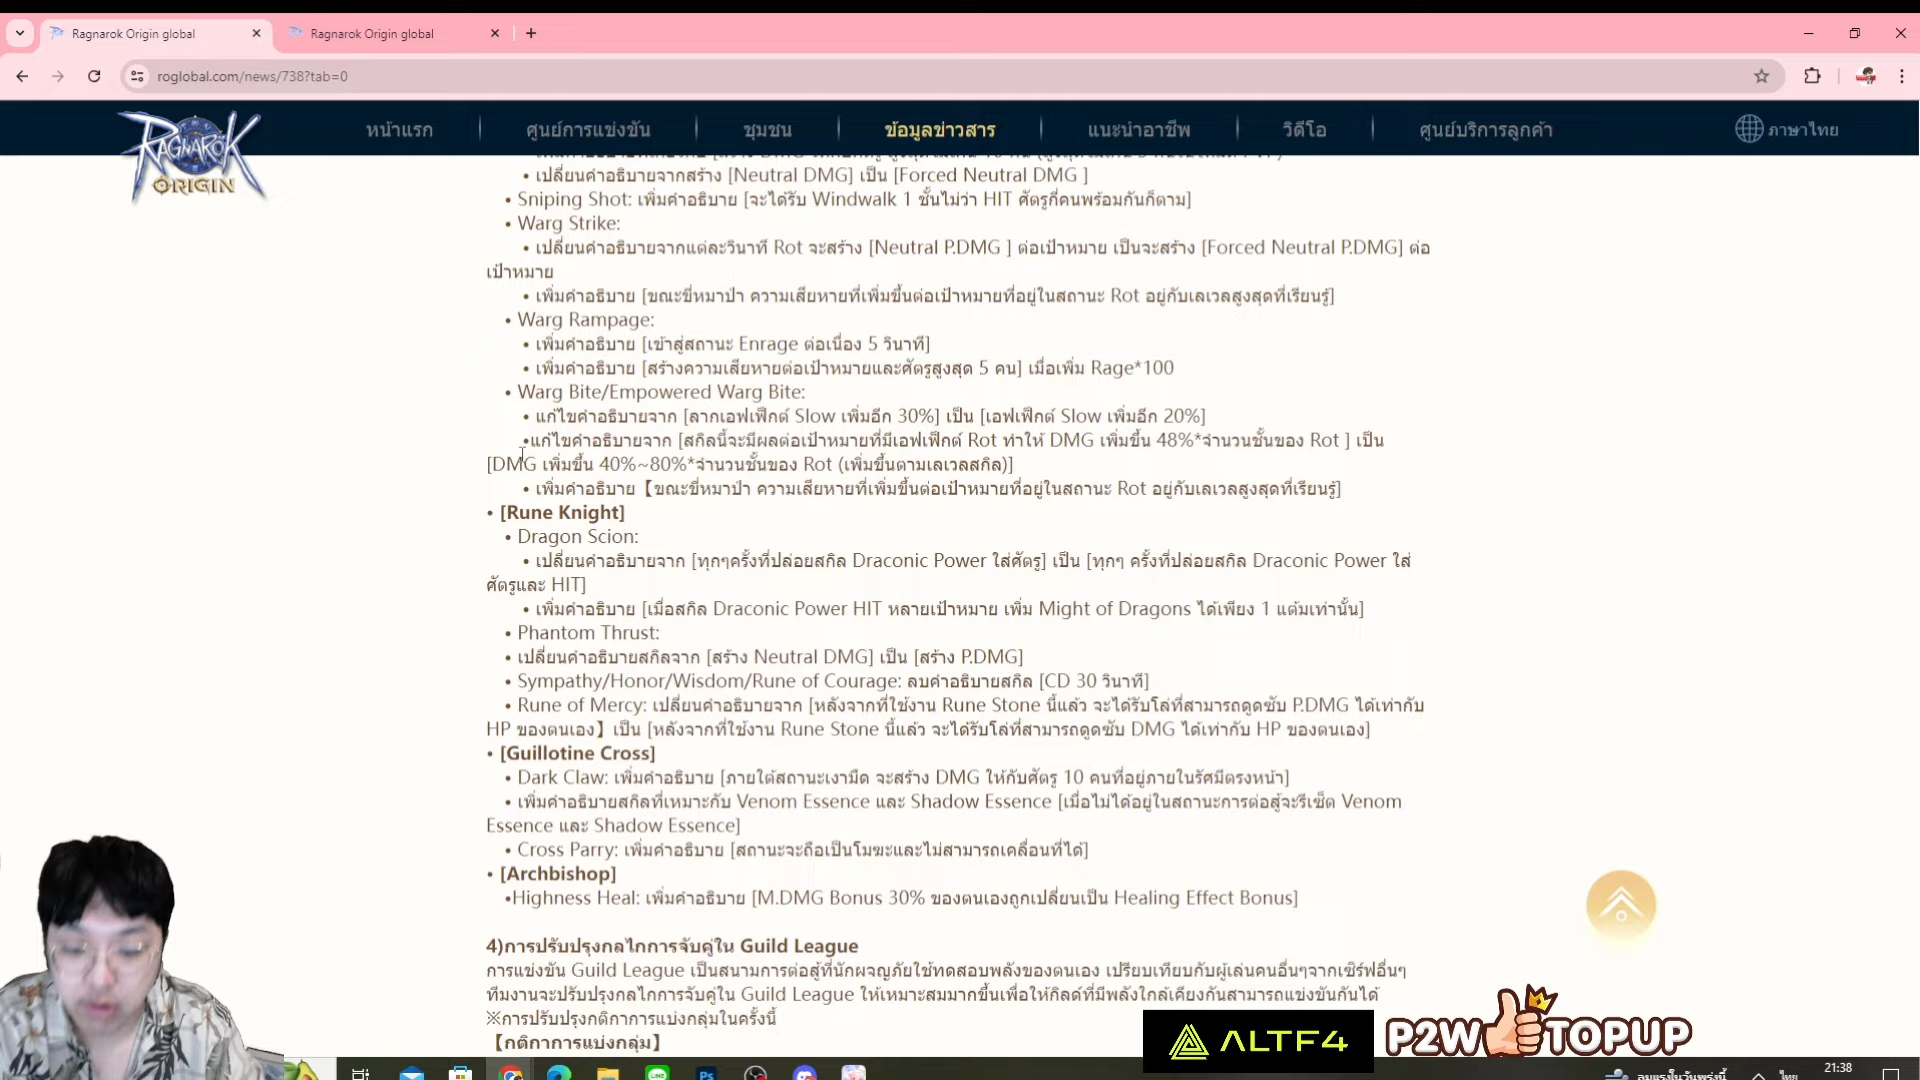 Ragnarok Origin global
Ragnarok Origin global
roglobal.com/news/738?tab=0
RAGNAROK
ORIGIN
หน้าแรก
ศูนย์การแข่งขัน
ชุมชน
ข้อมูลข่าวสาร
แนะนำอาชีพ
วิดีโอ
ศูนย์บริการลูกค้า
ภาษาไทย
• เปลี่ยนคำอธิบายจากสร้าง [Neutral DMG] เป็น [Forced Neutral DMG ]
• Sniping Shot: เพิ่มคำอธิบาย [จะได้รับ Windwalk 1 ชั้นไม่ว่า HIT ศัตรูกี่คนพร้อมกันก็ตาม]
• Warg Strike:
• เปลี่ยนคำอธิบายจากแต่ละวินาที Rot จะสร้าง [Neutral P.DMG ] ต่อเป้าหมาย เป็นจะสร้าง [Forced Neutral P.DMG] ต่อ
เป้าหมาย
• เพิ่มคำอธิบาย [ขณะขี่หมาป่า ความเสียหายที่เพิ่มขึ้นต่อเป้าหมายที่อยู่ในสถานะ Rot อยู่กับเลเวลสูงสุดที่เรียนรู้]
• Warg Rampage:
• เพิ่มคำอธิบาย [เข้าสู่สถานะ Enrage ต่อเนื่อง 5 วินาที]
• เพิ่มคำอธิบาย [สร้างความเสียหายต่อเป้าหมายและศัตรูสูงสุด 5 คน] เมื่อเพิ่ม Rage*100
• Warg Bite/Empowered Warg Bite:
• แก้ไขคำอธิบายจาก [ลากเอฟเฟ็กต์ Slow เพิ่มอีก 30%] เป็น [เอฟเฟ็กต์ Slow เพิ่มอีก 20%]
•แก้ไขคำอธิบายจาก [สกิลนี้จะมีผลต่อเป้าหมายที่มีเอฟเฟ็กต์ Rot ทำให้ DMG เพิ่มขึ้น 48%*จำนวนชั้นของ Rot ] เป็น
[DMG เพิ่มขึ้น 40%~80%*จำนวนชั้นของ Rot (เพิ่มขึ้นตามเลเวลสกิล)]
• เพิ่มคำอธิบาย【ขณะขี่หมาป่า ความเสียหายที่เพิ่มขึ้นต่อเป้าหมายที่อยู่ในสถานะ Rot อยู่กับเลเวลสูงสุดที่เรียนรู้]
• [Rune Knight]
• Dragon Scion:
• เปลี่ยนคำอธิบายจาก [ทุกๆครั้งที่ปล่อยสกิล Draconic Power ใส่ศัตรู] เป็น [ทุกๆ ครั้งที่ปล่อยสกิล Draconic Power ใส่
ศัตรูและ HIT]
• เพิ่มคำอธิบาย [เมื่อสกิล Draconic Power HIT หลายเป้าหมาย เพิ่ม Might of Dragons ได้เพียง 1 แต้มเท่านั้น]
• Phantom Thrust:
• เปลี่ยนคำอธิบายสกิลจาก [สร้าง Neutral DMG] เป็น [สร้าง P.DMG]
• Sympathy/Honor/Wisdom/Rune of Courage: ลบคำอธิบายสกิล [CD 30 วินาที]
• Rune of Mercy: เปลี่ยนคำอธิบายจาก [หลังจากที่ใช้งาน Rune Stone นี้แล้ว จะได้รับโล่ที่สามารถดูดซับ P.DMG ได้เท่ากับ
HP ของตนเอง】เป็น [หลังจากที่ใช้งาน Rune Stone นี้แล้ว จะได้รับโล่ที่สามารถดูดซับ DMG ได้เท่ากับ HP ของตนเอง]
• [Guillotine Cross]
• Dark Claw: เพิ่มคำอธิบาย [ภายใต้สถานะเงามืด จะสร้าง DMG ให้กับศัตรู 10 คนที่อยู่ภายในรัศมีตรงหน้า]
• เพิ่มคำอธิบายสกิลที่เหมาะกับ Venom Essence และ Shadow Essence [เมื่อไม่ได้อยู่ในสถานะการต่อสู้จะรีเซ็ต Venom
Essence และ Shadow Essence]
• Cross Parry: เพิ่มคำอธิบาย [สถานะจะถือเป็นโมฆะและไม่สามารถเคลื่อนที่ได้]
• [Archbishop]
•Highness Heal: เพิ่มคำอธิบาย [M.DMG Bonus 30% ของตนเองถูกเปลี่ยนเป็น Healing Effect Bonus]
4)การปรับปรุงกลไกการจับคู่ใน Guild League
การแข่งขัน Guild League เป็นสนามการต่อสู้ที่นักผจญภัยใช้ทดสอบพลังของตนเอง เปรียบเทียบกับผู้เล่นคนอื่นๆจากเซิร์ฟอื่นๆ
ทีมงานจะปรับปรุงกลไกการจับคู่ใน Guild League ให้เหมาะสมมากขึ้นเพื่อให้กิลด์ที่มีพลังใกล้เคียงกันสามารถแข่งขันกันได้
※การปรับปรุงกติกาการแบ่งกลุ่มในครั้งนี้
【กติกาการแบ่งกลุ่ม】
ALTF4
P2W TOPUP
ลมแรงในวันพรุ่งนี้
ไทย
21:38